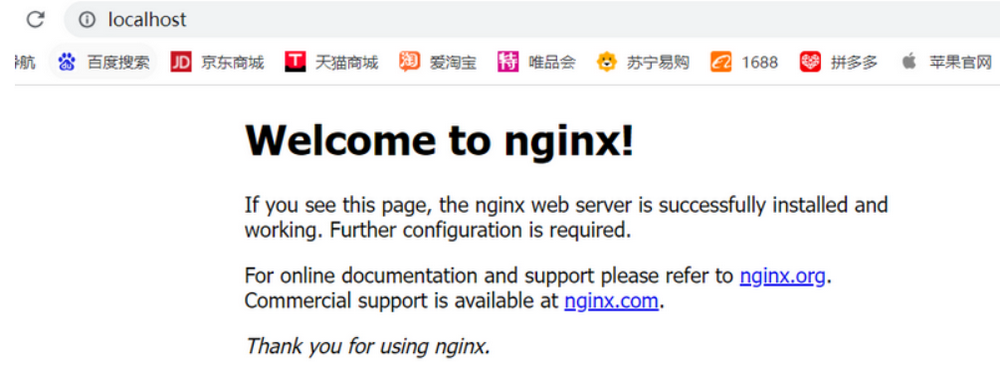 localhost
导航 百度搜索 JD 京东商城 T 天猫商城 淘 爱淘宝 特 唯品会 苏宁易购 1688 拼多多 苹果官网
Welcome to nginx!
If you see this page, the nginx web server is successfully installed and
working. Further configuration is required.
For online documentation and support please refer to nginx.org.
Commercial support is available at nginx.com.
Thank you for using nginx.